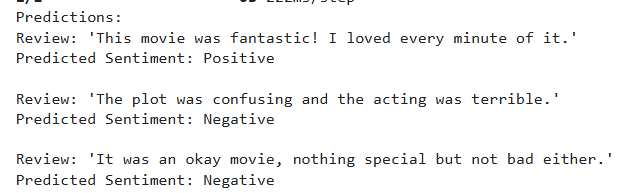 Predictions:
Review: 'This movie was fantastic! I loved every minute of it.'
Predicted Sentiment: Positive
Review: 'The plot was confusing and the acting was terrible.'
Predicted Sentiment: Negative
Review: 'It was an okay movie, nothing special but not bad either.'
Predicted Sentiment: Negative